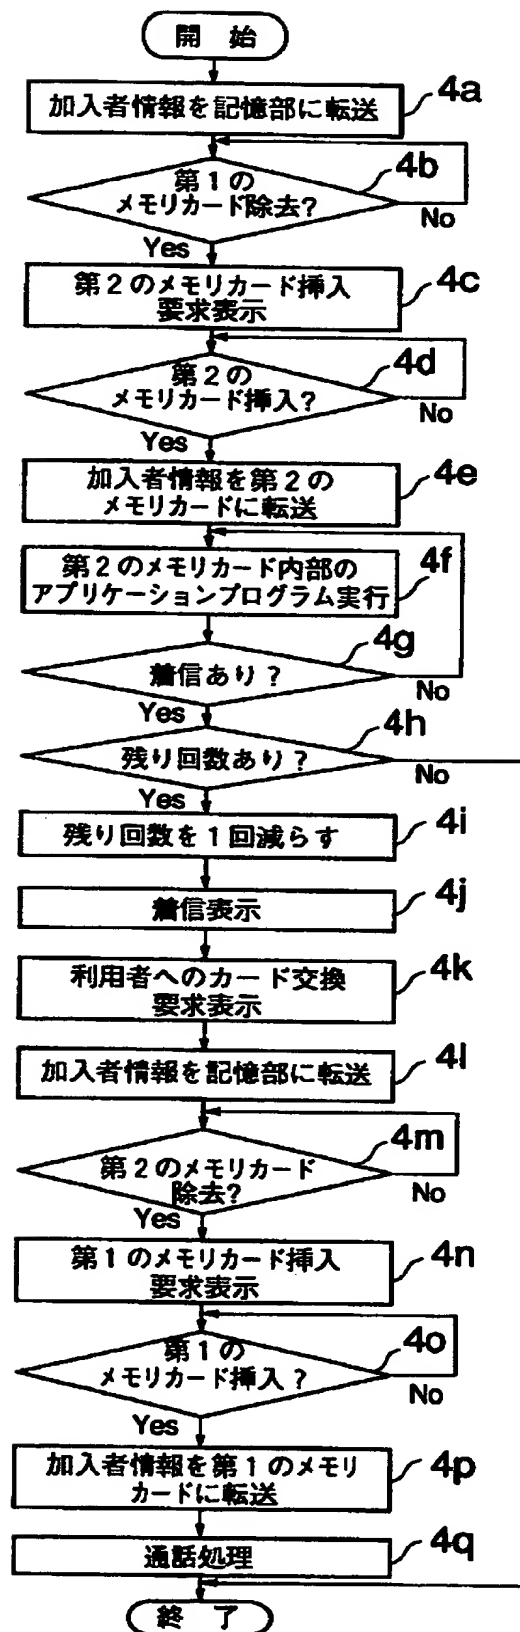 開 始
加入者情報を記憶部に転送
4a
第1の
メモリカード除去?
4b
No
Yes
第2のメモリカード挿入
要求表示
4c
第2の
メモリカード挿入?
4d
No
Yes
加入者情報を第2の
メモリカードに転送
4e
第2のメモリカード内部の
アプリケーションプログラム実行
4f
着信あり?
4g
No
Yes
残り回数あり?
4h
No
Yes
残り回数を1回減らす
4i
着信表示
4j
利用者へのカード交換
要求表示
4k
加入者情報を記憶部に転送
4l
第2のメモリカード
除去?
4m
No
Yes
第1のメモリカード挿入
要求表示
4n
第1の
メモリカード挿入?
4o
No
Yes
加入者情報を第1のメモリ
カードに転送
4p
通話処理
4q
終 了